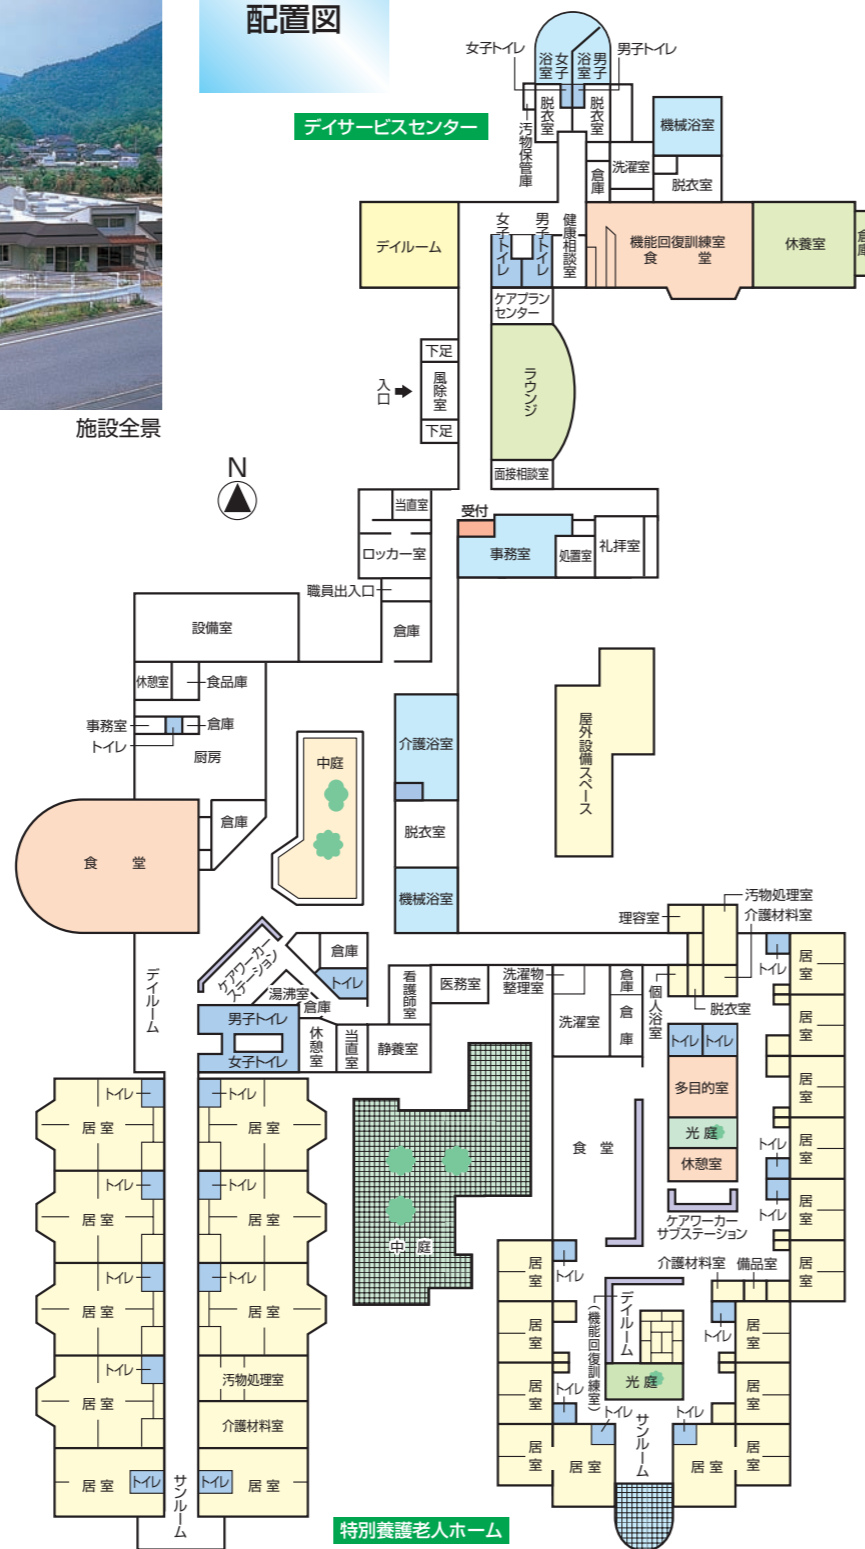 配置図
施設全景
デイサービスセンター
女子トイレ
男子トイレ
女子浴室
男子浴室
脱衣室
脱衣室
汚物保管庫
倉庫
洗濯室
機械浴室
脱衣室
デイルーム
女子トイレ
男子トイレ
健康相談室
機能回復訓練室
食堂
休養室
倉庫
ケアプラン
センター
下足
風除室
下足
入口
ラウンジ
面接相談室
N
当直室
ロッカー室
受付
事務室
処置室
礼拝室
職員出入口
倉庫
設備室
休憩室
食品庫
事務室
倉庫
トイレ
厨房
倉庫
中庭
介護浴室
脱衣室
機械浴室
屋外設備スペース
食堂
デイルーム
ケアワーカー
ステーション
倉庫
トイレ
湯沸室
倉庫
男子トイレ
女子トイレ
休憩室
当直室
看護師室
静養室
医務室
洗濯物
整理室
洗濯室
倉庫
倉庫
理容室
汚物処理室
介護材料室
個人浴室
脱衣室
トイレ
居室
居室
居室
居室
居室
居室
トイレ
トイレ
トイレ
トイレ
多目的室
光庭
休憩室
ケアワーカー
サブステーション
食堂
中庭
トイレ
居室
トイレ
居室
トイレ
居室
トイレ
居室
トイレ
居室
トイレ
居室
トイレ
居室
汚物処理室
介護材料室
居室
トイレ
トイレ
居室
サンルーム
居室
居室
居室
居室
トイレ
トイレ
デイルーム
（機能回復訓練室）
光庭
介護材料室
備品室
トイレ
居室
居室
居室
居室
トイレ
トイレ
居室
居室
サンルーム
特別養護老人ホーム